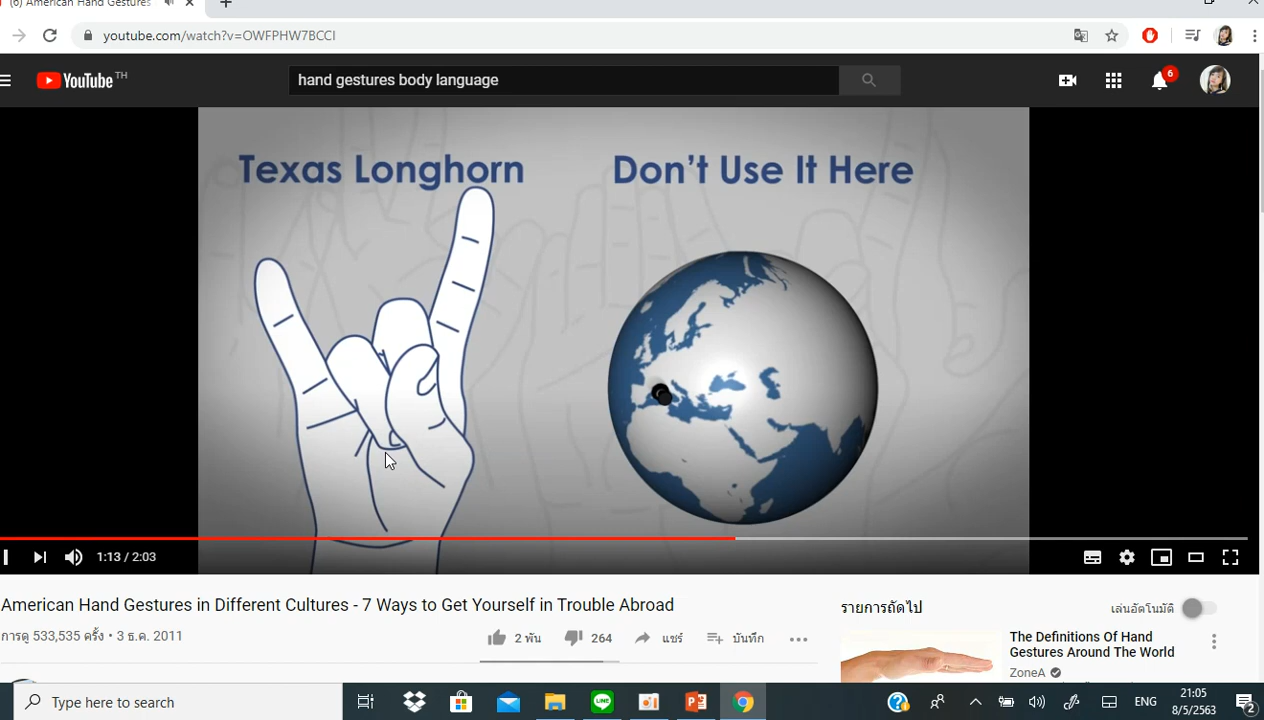 (6) American Hand Gestures
youtube.com/watch?v=OWFPHW7BCCI
YouTube TH
hand gestures body language
6
Texas Longhorn
Don't Use It Here
1:13 / 2:03
American Hand Gestures in Different Cultures - 7 Ways to Get Yourself in Trouble Abroad
การดู 533,535 ครั้ง • 3 ธ.ค. 2011
2 พัน
264
แชร์
บันทึก
รายการถัดไป
เล่นอัตโนมัติ
The Definitions Of Hand
Gestures Around The World
ZoneA
Type here to search
ENG
21:05
8/5/2563
2